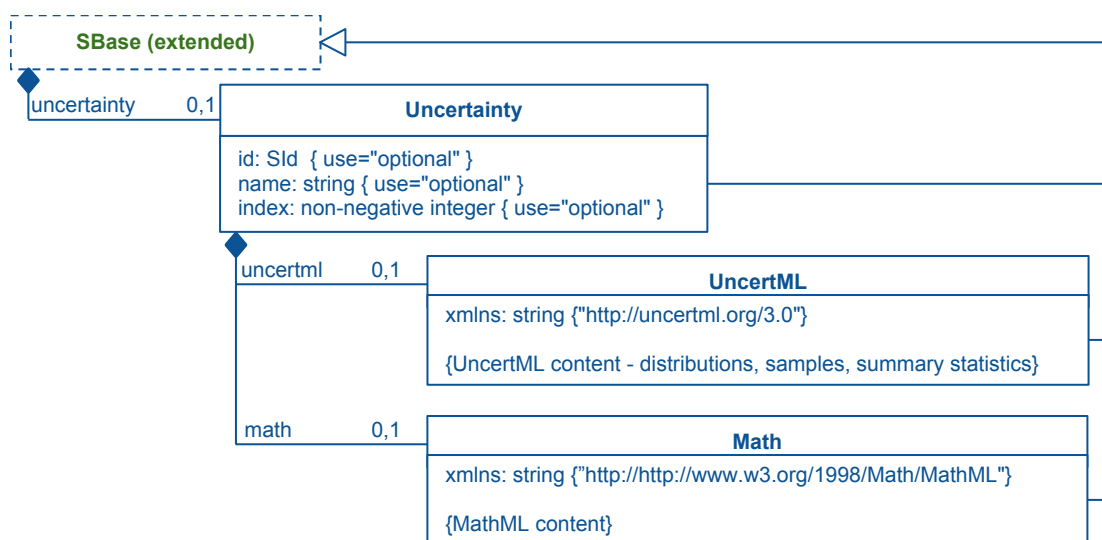 SBase (extended)
uncertainty 0,1
Uncertainty
id: SId { use="optional" }
name: string { use="optional" }
index: non-negative integer { use="optional" }
uncertml 0,1
UncertML
xmlns: string {"http://uncertml.org/3.0"}
{UncertML content - distributions, samples, summary statistics}
math 0,1
Math
xmlns: string {”http://http://www.w3.org/1998/Math/MathML"}
{MathML content}